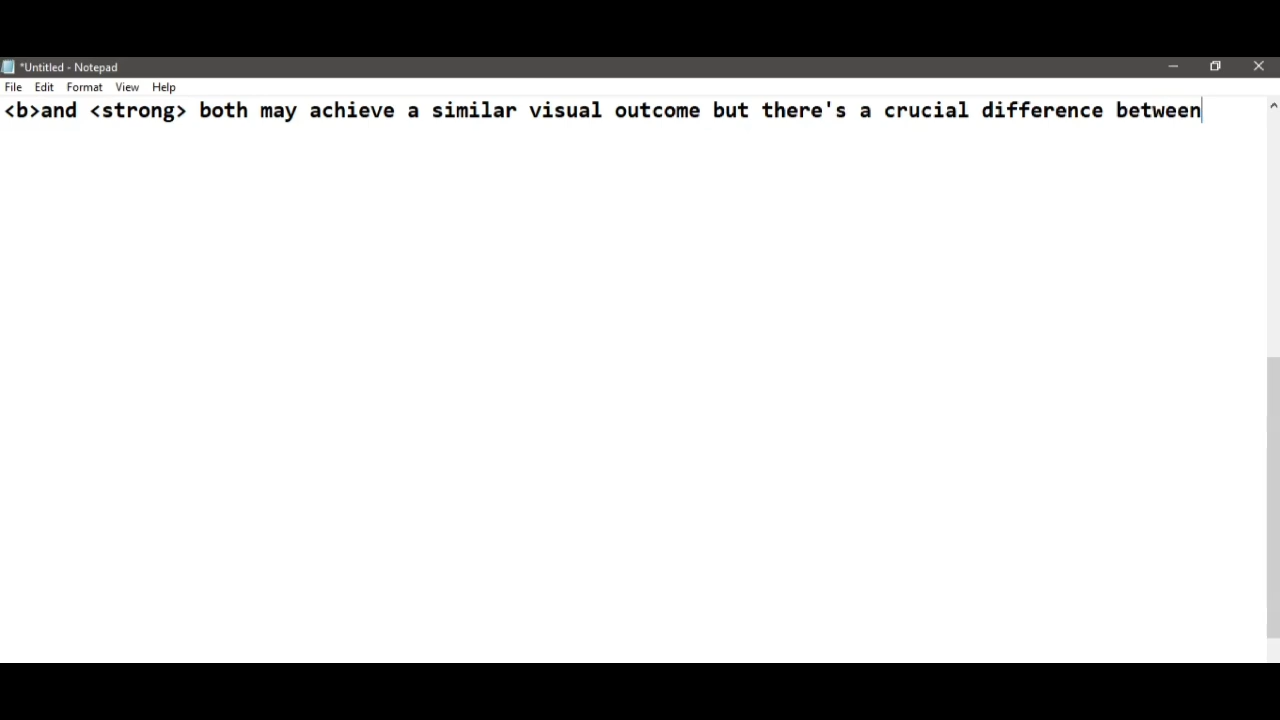 *Untitled - Notepad
File Edit Format View Help
<b>and <strong> both may achieve a similar visual outcome but there's a crucial difference between